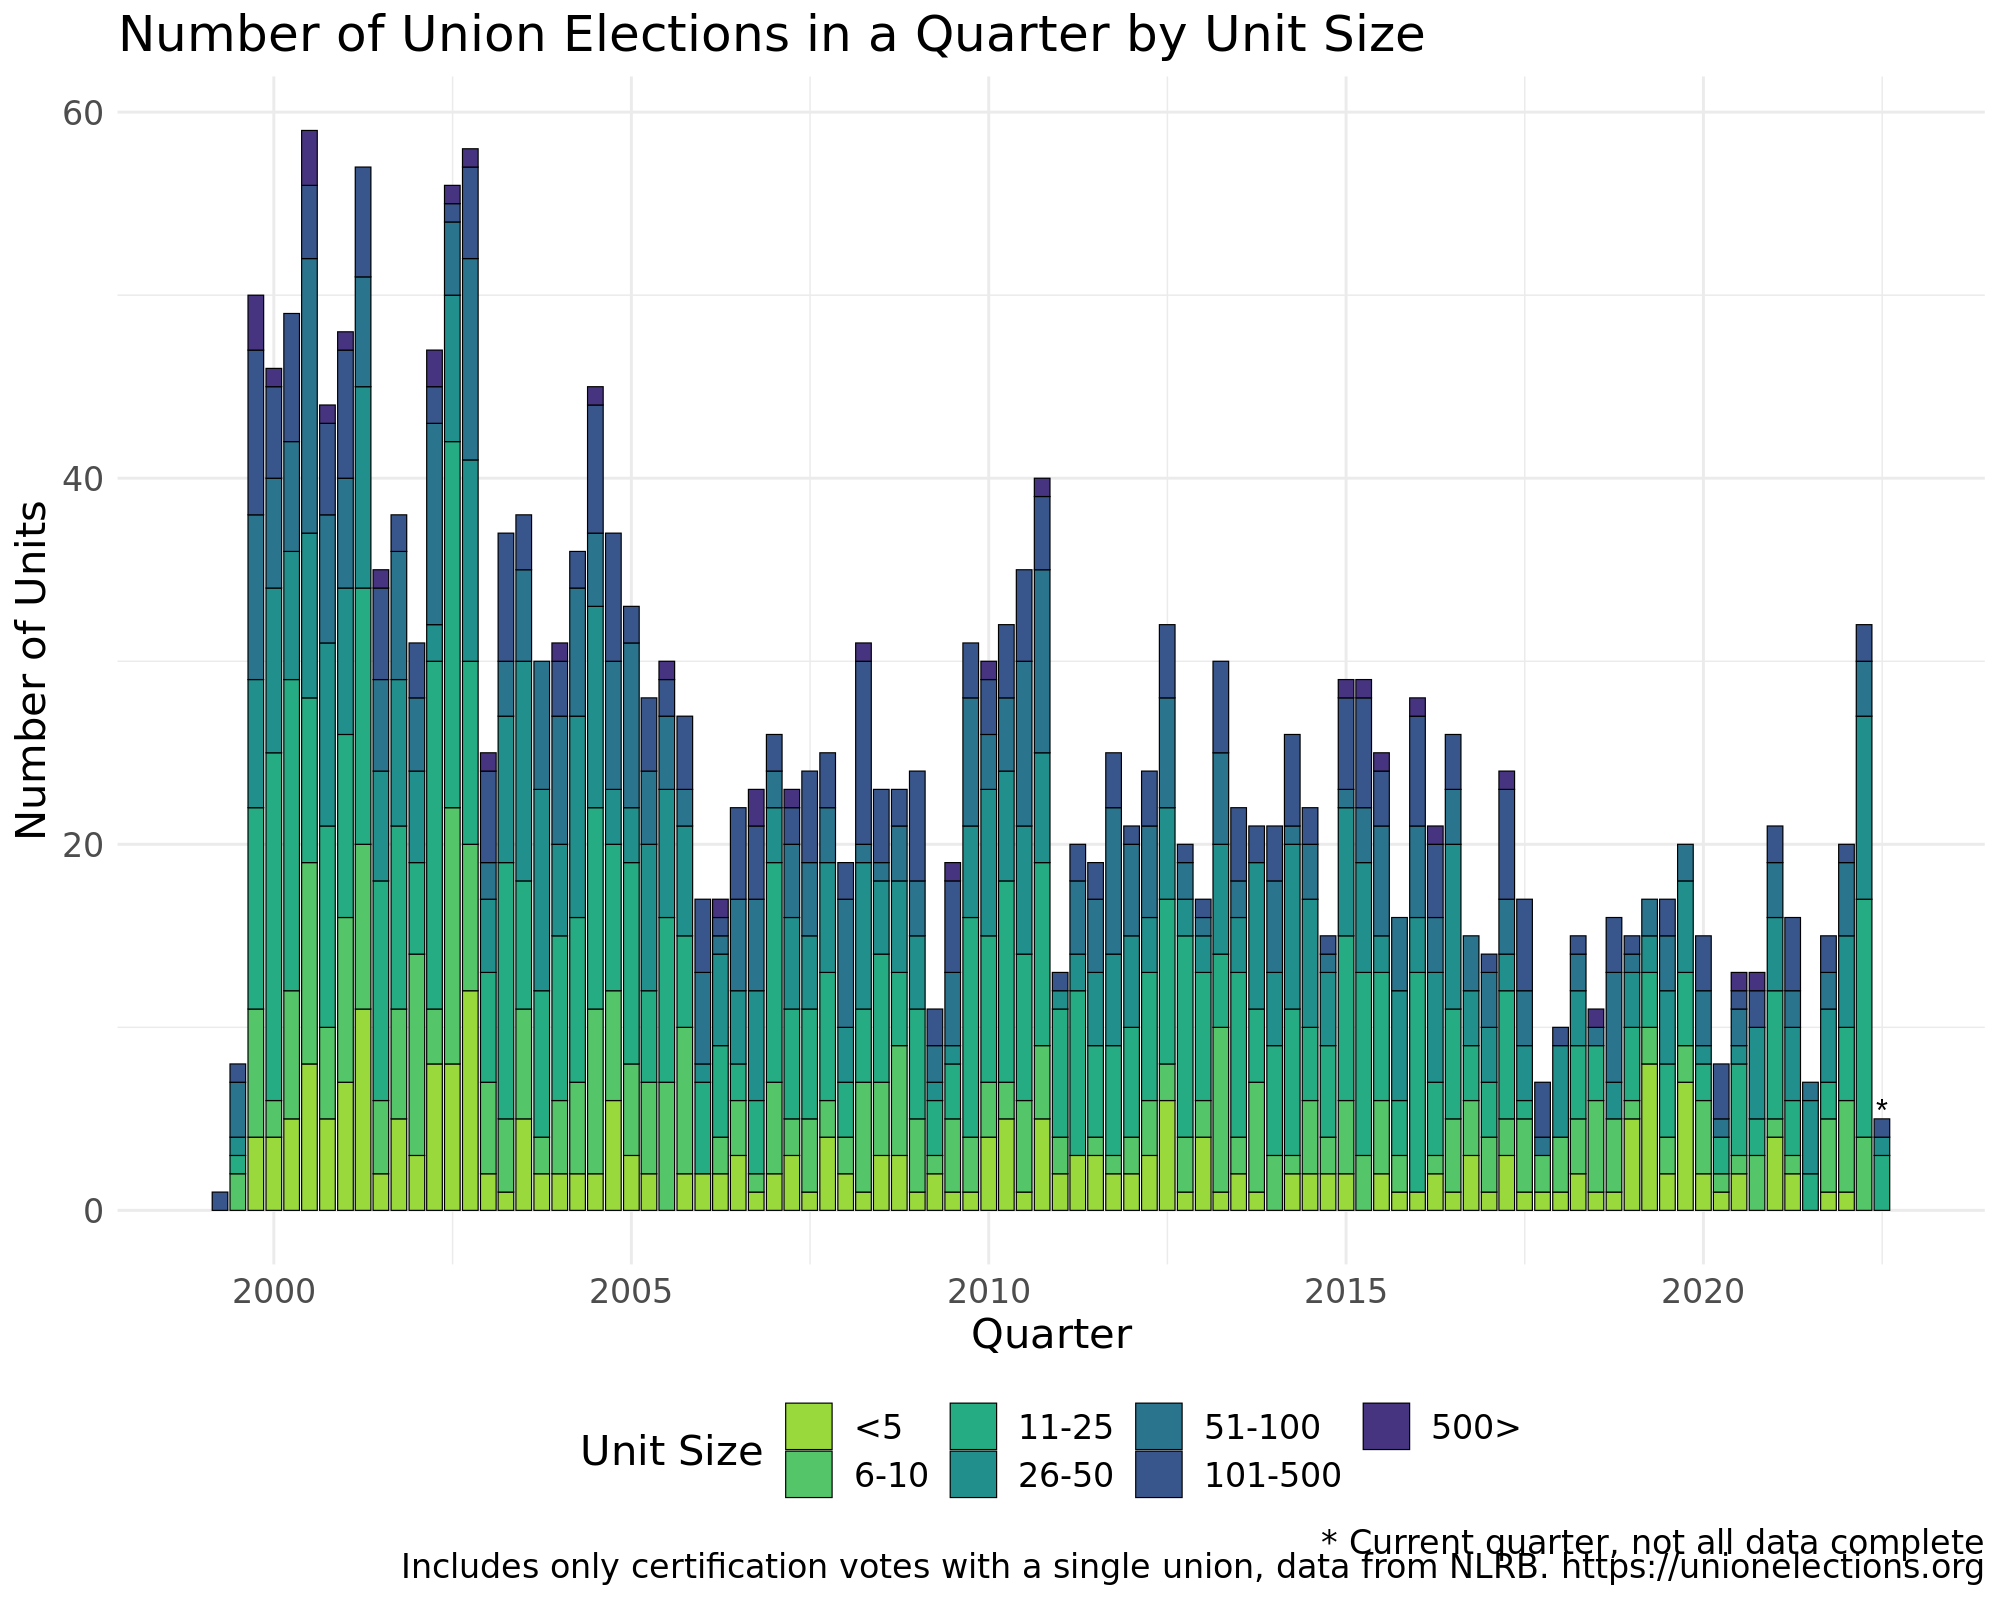 Number of Union Elections in a Quarter by Unit Size
Number of Units
60
40
20
0
*
2000 2005 2010 2015 2020
Quarter
Unit Size
<5 11-25 51-100 500>
6-10 26-50 101-500
* Current quarter, not all data complete
Includes only certification votes with a single union, data from NLRB. https://unionelections.org